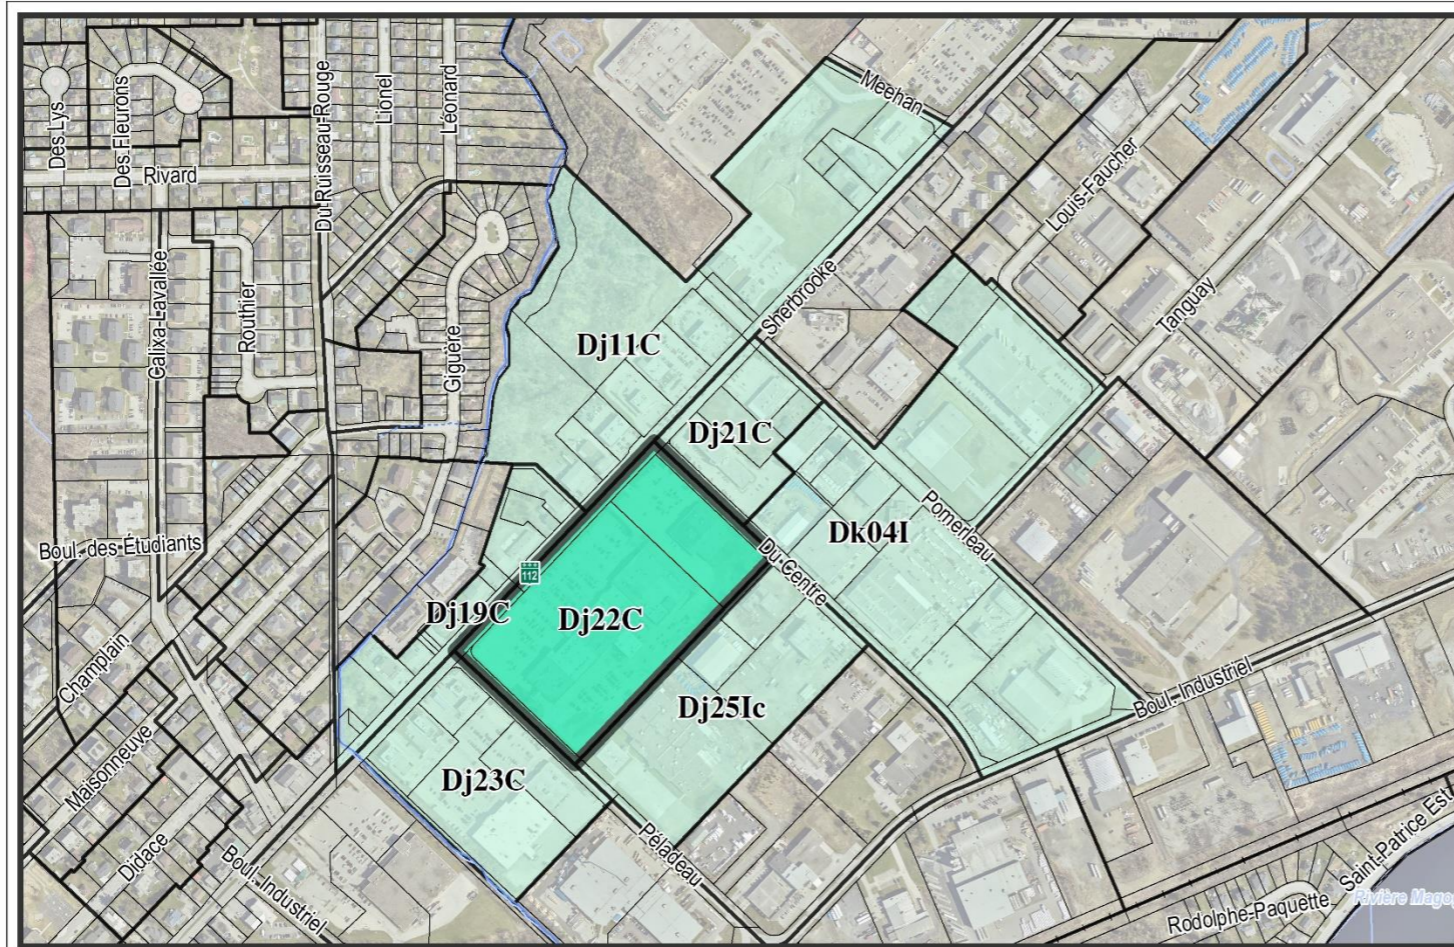 Meehan
Des Lys
Des Fleurons
Du Ruisseau-Rouge
Lionel
Léonard
Rivard
Louis-Faucher
Calixa-Lavallée
Routhier
Giguère
Sherbrooke
Tanguay
Dj11C
Dj21C
Pomerleau
Dk04I
Boul. des Étudiants
112
Du Centre
Dj19C
Dj22C
Champlain
Dj25Ic
Boul. Industriel
Maisonneuve
Dj23C
Didace
Péladeau
Boul. Industriel
Saint-Patrice Est
Rodolphe-Paquette
Rivière Magog